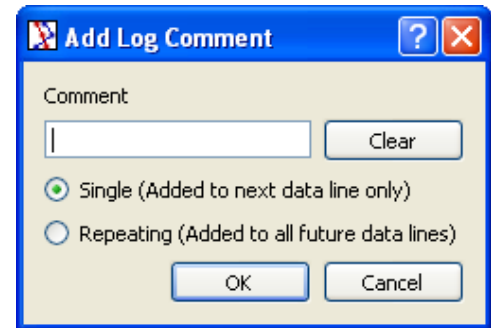 Add Log Comment ?
Comment
Clear
Single (Added to next data line only)
Repeating (Added to all future data lines)
OK Cancel